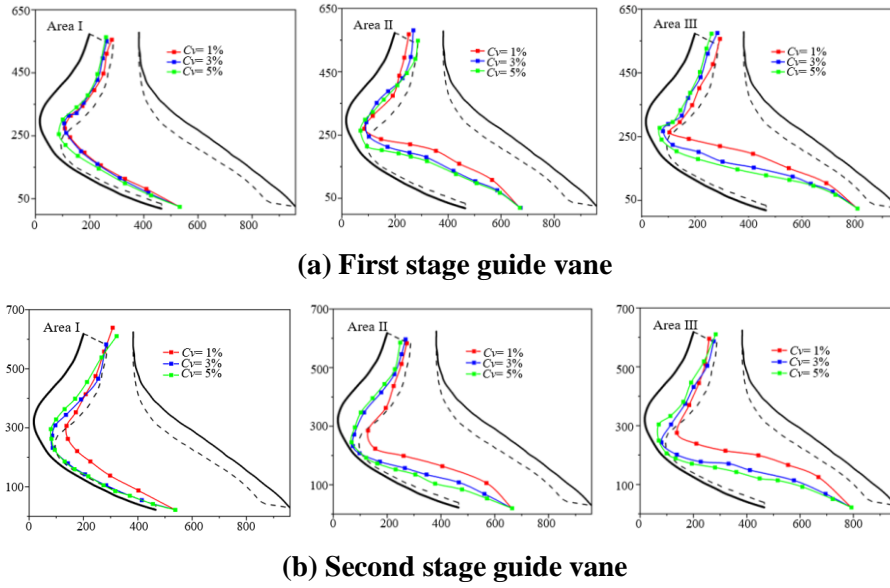 650
450
250
50
0
200
400
600
800
Area I
Cv= 1%
Cv= 3%
Cv= 5%
650
450
250
50
0
200
400
600
800
Area II
Cv= 1%
Cv= 3%
Cv= 5%
650
450
250
50
0
200
400
600
800
Area III
Cv= 1%
Cv= 3%
Cv= 5%
(a) First stage guide vane
700
500
300
100
0
200
400
600
800
Area I
Cv= 1%
Cv= 3%
Cv= 5%
700
500
300
100
0
200
400
600
800
Area II
Cv= 1%
Cv= 3%
Cv= 5%
700
500
300
100
0
200
400
600
800
Area III
Cv= 1%
Cv= 3%
Cv= 5%
(b) Second stage guide vane